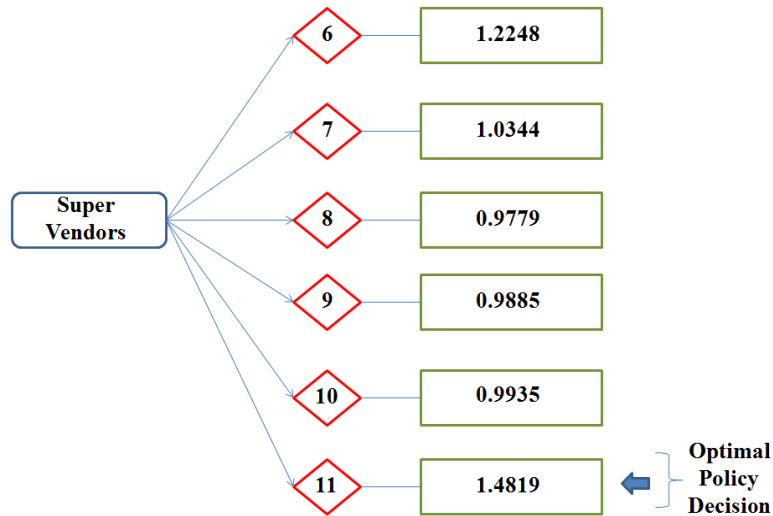 6
1.2248
7
1.0344
Super
Vendors
8
0.9779
9
0.9885
10
0.9935
11
1.4819
Optimal
Policy
Decision